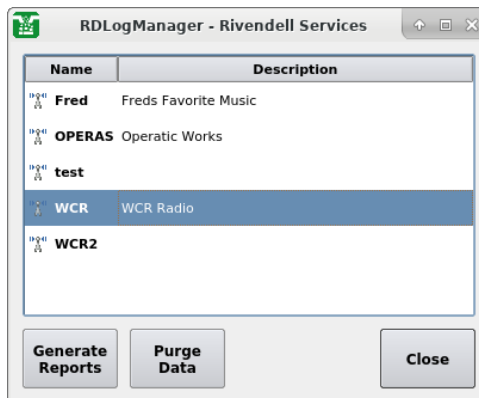 RDLogManager - Rivendell Services
Name Description
Fred Freds Favorite Music
OPERAS Operatic Works
test
WCR WCR Radio
WCR2
Generate
Reports
Purge
Data
Close